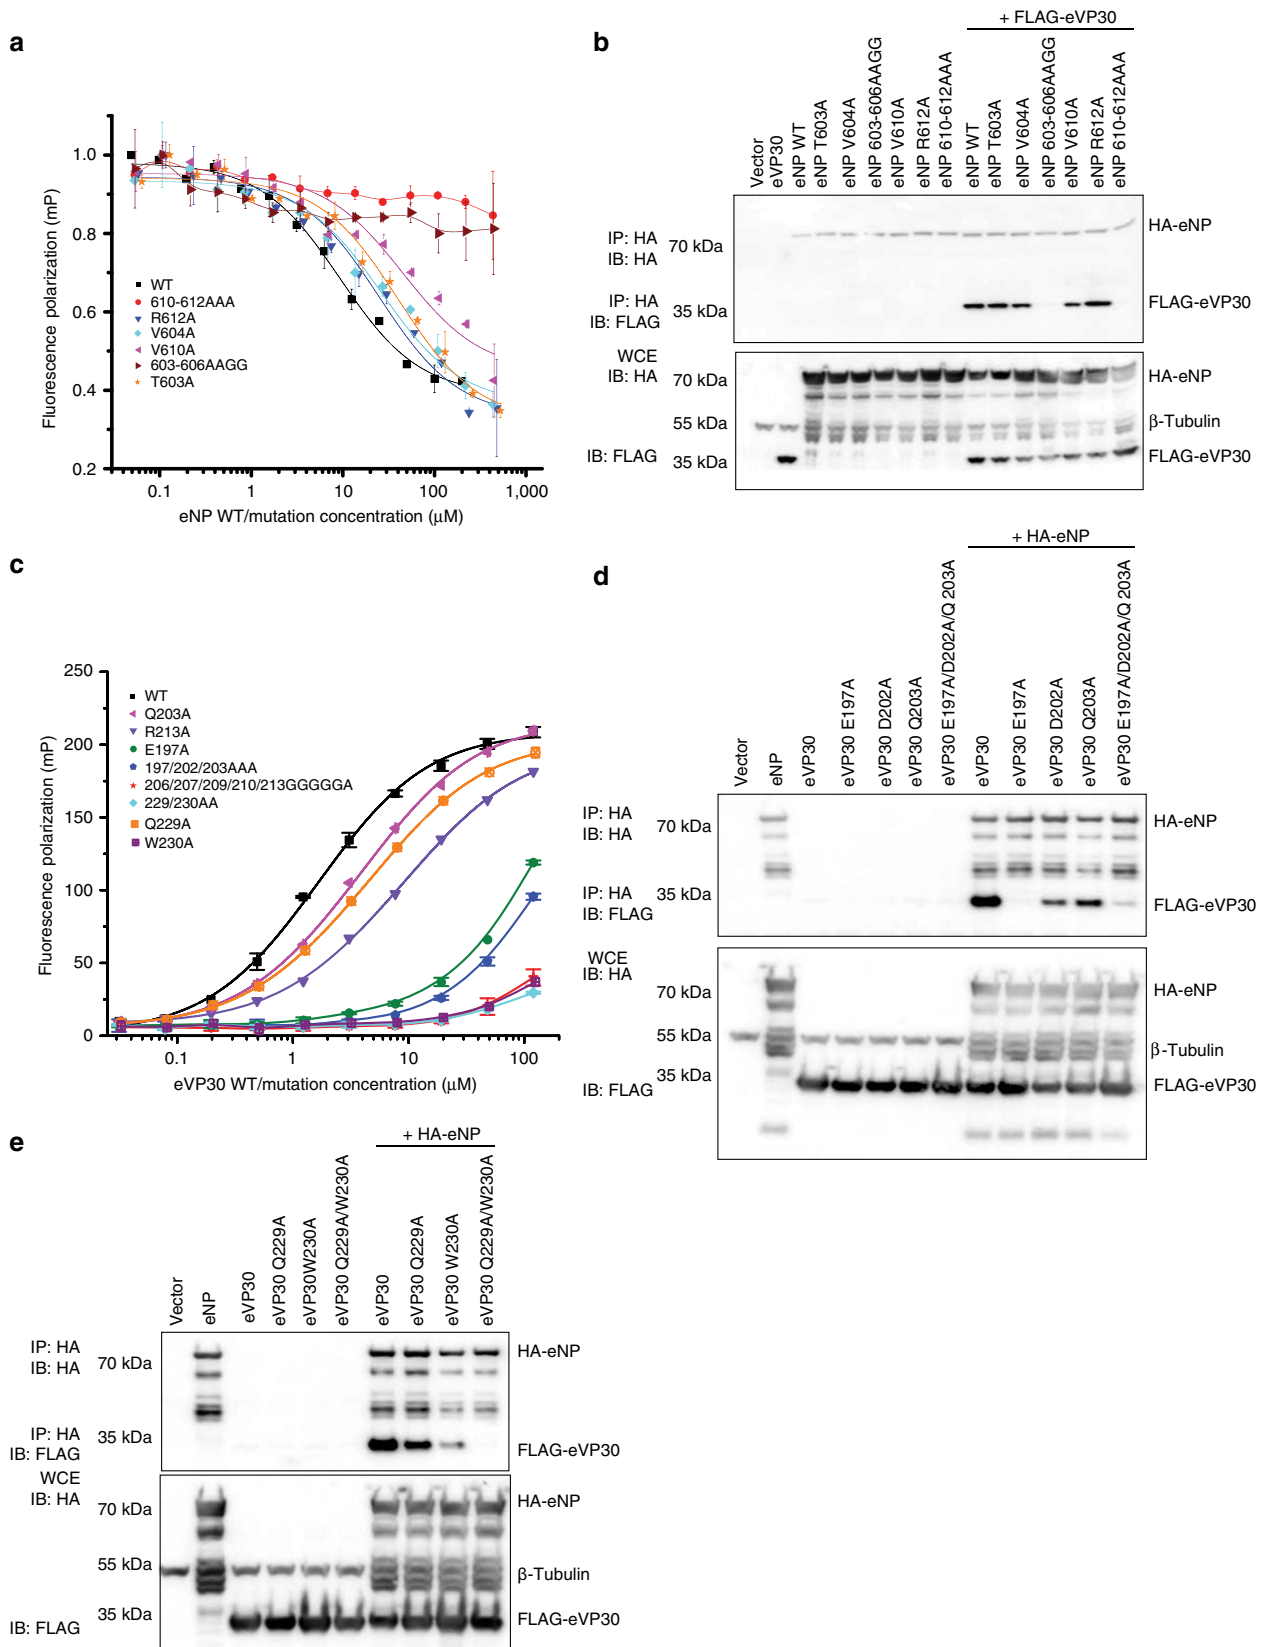 a
Fluorescence polarization (mP)
1.0
0.8
0.6
0.4
0.2
WT
610-612AAA
R612A
V604A
V610A
603-606AAGG
T603A
0.1
1
10
100
1,000
eNP WT/mutation concentration (μM)
b
+ FLAG-eVP30
Vector
eVP30
eNP WT
eNP T603A
eNP V604A
eNP 603-606AAGG
eNP V610A
eNP R612A
eNP 610-612AAA
eNP WT
eNP T603A
eNP V604A
eNP 603-606AAGG
eNP V610A
eNP R612A
eNP 610-612AAA
IP: HA
IB: HA
70 kDa
HA-eNP
IP: HA
IB: FLAG
35 kDa
FLAG-eVP30
WCE
IB: HA
70 kDa
HA-eNP
55 kDa
β-Tubulin
IB: FLAG
35 kDa
FLAG-eVP30
c
Fluorescence polarization (mP)
250
200
150
100
50
0
WT
Q203A
R213A
E197A
197/202/203AAA
206/207/209/210/213GGGGGA
229/230AA
Q229A
W230A
0.1
1
10
100
eVP30 WT/mutation concentration (μM)
d
+ HA-eNP
Vector
eNP
eVP30
eVP30 E197A
eVP30 D202A
eVP30 Q203A
eVP30 E197A/D202A/Q 203A
eVP30
eVP30 E197A
eVP30 D202A
eVP30 Q203A
eVP30 E197A/D202A/Q 203A
IP: HA
IB: HA
70 kDa
HA-eNP
IP: HA
IB: FLAG
35 kDa
FLAG-eVP30
WCE
IB: HA
70 kDa
HA-eNP
55 kDa
β-Tubulin
35 kDa
IB: FLAG
FLAG-eVP30
e
+ HA-eNP
Vector
eNP
eVP30
eVP30 Q229A
eVP30W230A
eVP30 Q229A/W230A
eVP30
eVP30 Q229A
eVP30 W230A
eVP30 Q229A/W230A
IP: HA
IB: HA
70 kDa
HA-eNP
IP: HA
IB: FLAG
35 kDa
FLAG-eVP30
WCE
IB: HA
70 kDa
HA-eNP
55 kDa
β-Tubulin
35 kDa
IB: FLAG
FLAG-eVP30